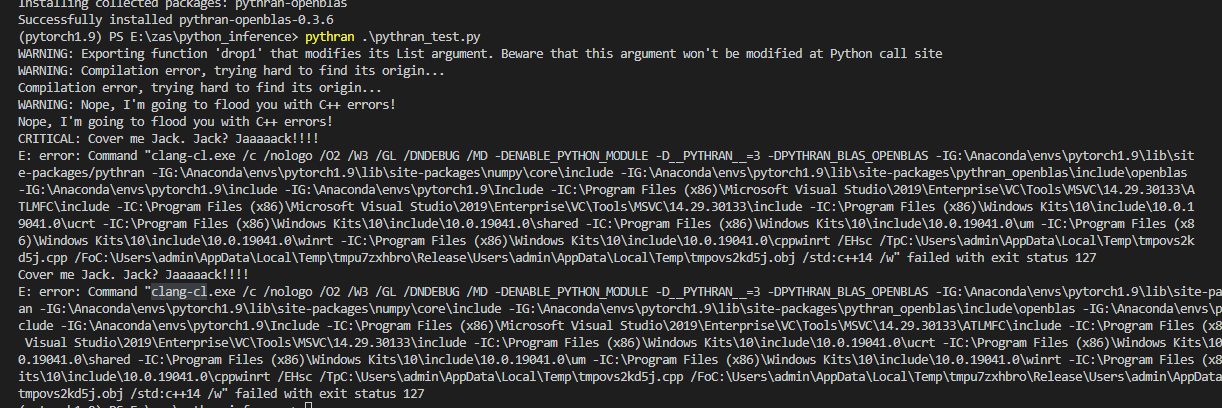 Installing collected packages: pythran-openblas
Successfully installed pythran-openblas-0.3.6
(pytorch1.9) PS E:\zas\python_inference> pythran .\pythran_test.py
WARNING: Exporting function 'drop1' that modifies its List argument. Beware that this argument won't be modified at Python call site
WARNING: Compilation error, trying hard to find its origin...
Compilation error, trying hard to find its origin...
WARNING: Nope, I'm going to flood you with C++ errors!
Nope, I'm going to flood you with C++ errors!
CRITICAL: Cover me Jack. Jack? Jaaaaack!!!!
E: error: Command "clang-cl.exe /c /nologo /O2 /W3 /GL /DNDEBUG /MD -DENABLE_PYTHON_MODULE -D__PYTHRAN__=3 -DPYTHRAN_BLAS_OPENBLAS -IG:\Anaconda\envs\pytorch1.9\lib\sit
e-packages/pythran -IG:\Anaconda\envs\pytorch1.9\lib\site-packages\numpy\core\include -IG:\Anaconda\envs\pytorch1.9\lib\site-packages\pythran_openblas\include\openblas
-IG:\Anaconda\envs\pytorch1.9\include -IG:\Anaconda\envs\pytorch1.9\Include -IC:\Program Files (x86)\Microsoft Visual Studio\2019\Enterprise\VC\Tools\MSVC\14.29.30133\A
TLMFC\include -IC:\Program Files (x86)\Microsoft Visual Studio\2019\Enterprise\VC\Tools\MSVC\14.29.30133\include -IC:\Program Files (x86)\Windows Kits\10\include\10.0.1
9041.0\ucrt -IC:\Program Files (x86)\Windows Kits\10\include\10.0.19041.0\shared -IC:\Program Files (x86)\Windows Kits\10\include\10.0.19041.0\um -IC:\Program Files (x8
6)\Windows Kits\10\include\10.0.19041.0\winrt -IC:\Program Files (x86)\Windows Kits\10\include\10.0.19041.0\cppwinrt /EHsc /TpC:\Users\admin\AppData\Local\Temp\tmpovs2k
d5j.cpp /FoC:\Users\admin\AppData\Local\Temp\tmpu7zxhbro\Release\Users\admin\AppData\Local\Temp\tmpovs2kd5j.obj /std:c++14 /w" failed with exit status 127
Cover me Jack. Jack? Jaaaaack!!!!
E: error: Command "clang-cl.exe /c /nologo /O2 /W3 /GL /DNDEBUG /MD -DENABLE_PYTHON_MODULE -D__PYTHRAN__=3 -DPYTHRAN_BLAS_OPENBLAS -IG:\Anaconda\envs\pytorch1.9\lib\site-pa
an -IG:\Anaconda\envs\pytorch1.9\lib\site-packages\numpy\core\include -IG:\Anaconda\envs\pytorch1.9\lib\site-packages\pythran_openblas\include\openblas -IG:\Anaconda\envs\p
clude -IG:\Anaconda\envs\pytorch1.9\Include -IC:\Program Files (x86)\Microsoft Visual Studio\2019\Enterprise\VC\Tools\MSVC\14.29.30133\ATLMFC\include -IC:\Program Files (x8
Visual Studio\2019\Enterprise\VC\Tools\MSVC\14.29.30133\include -IC:\Program Files (x86)\Windows Kits\10\include\10.0.19041.0\ucrt -IC:\Program Files (x86)\Windows Kits\10
0.19041.0\shared -IC:\Program Files (x86)\Windows Kits\10\include\10.0.19041.0\um -IC:\Program Files (x86)\Windows Kits\10\include\10.0.19041.0\winrt -IC:\Program Files (x8
its\10\include\10.0.19041.0\cppwinrt /EHsc /TpC:\Users\admin\AppData\Local\Temp\tmpovs2kd5j.cpp /FoC:\Users\admin\AppData\Local\Temp\tmpu7zxhbro\Release\Users\admin\AppData
tmpovs2kd5j.obj /std:c++14 /w" failed with exit status 127